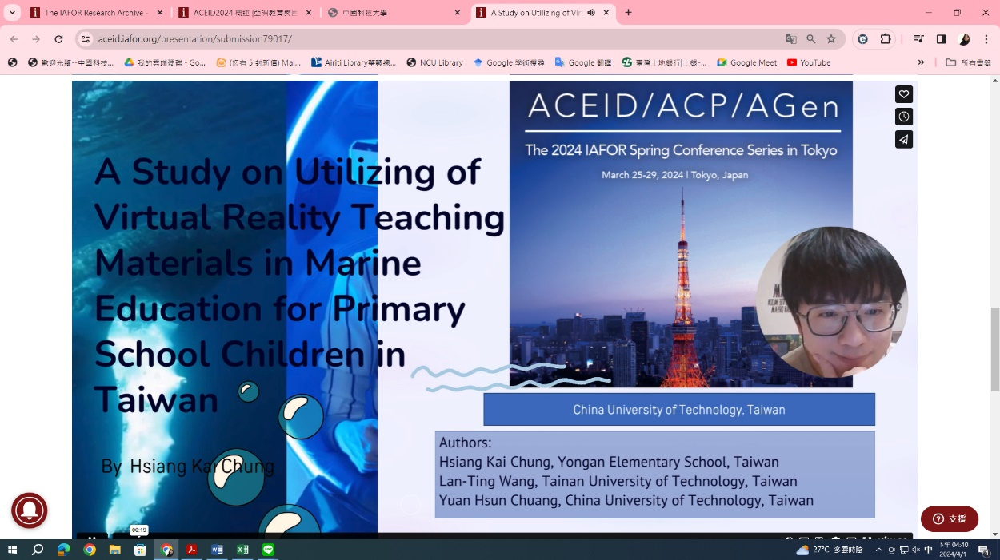 The IAFOR Research Archive -
ACEID2024 概述 |亞洲教育與
中國科技大學
A Study on Utilizing of Vir
aceid.iafor.org/presentation/submission79017/
歡迎光臨--中國科技...
我的雲端硬碟 - Go...
(您有 5 封新信) Mai...
Airiti Library華藝線...
NCU Library
Google 學術搜尋
Google 翻譯
臺灣土地銀行|土銀-...
Google Meet
YouTube
所有書籤
A Study on Utilizing of
Virtual Reality Teaching
Materials in Marine
Education for Primary
School Children in
Taiwan
By Hsiang Kai Chung
ACEID/ACP/AGen
The 2024 IAFOR Spring Conference Series in Tokyo
March 25-29, 2024 | Tokyo, Japan
China University of Technology, Taiwan
Authors:
Hsiang Kai Chung, Yongan Elementary School, Taiwan
Lan-Ting Wang, Tainan University of Technology, Taiwan
Yuan Hsun Chuang, China University of Technology, Taiwan
00:19
支援
27°C 多雲時陰
中
下午 04:40
2024/4/1
4